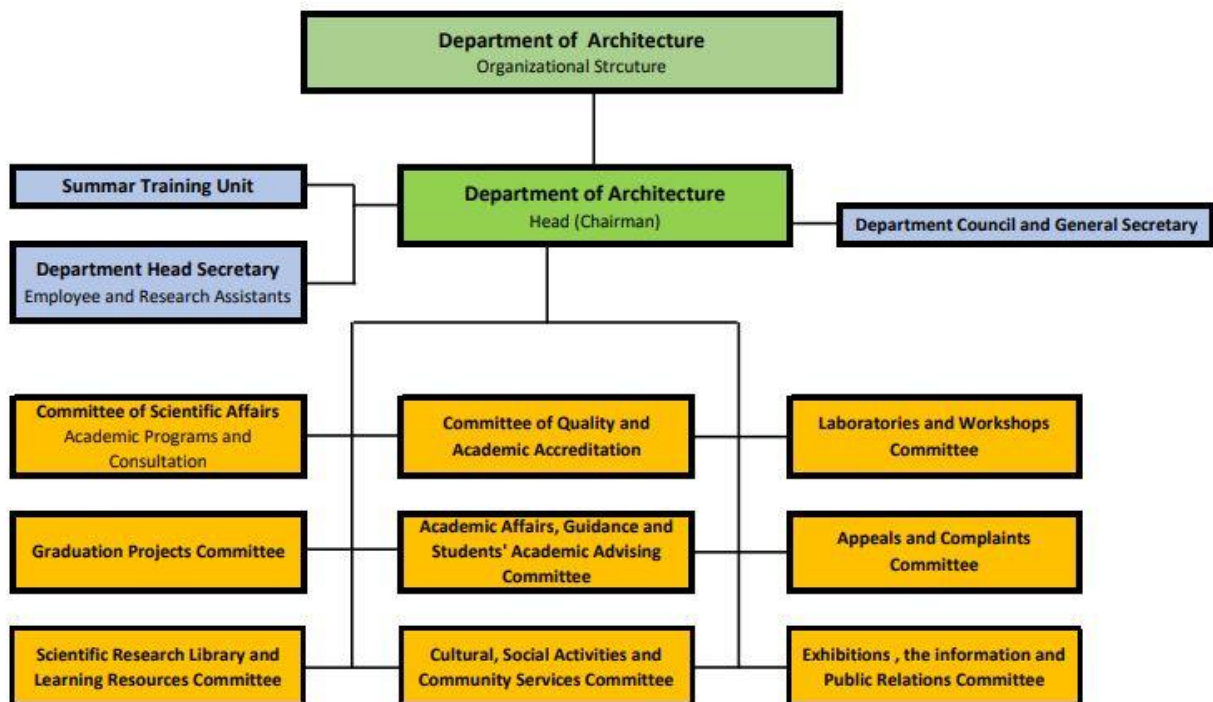 Department of Architecture
Organizational Strcuture
Summar Training Unit
Department of Architecture
Head (Chairman)
Department Council and General Secretary
Department Head Secretary
Employee and Research Assistants
Committee of Scientific Affairs
Academic Programs and
Consultation
Committee of Quality and
Academic Accreditation
Laboratories and Workshops
Committee
Graduation Projects Committee
Academic Affairs, Guidance and
Students' Academic Advising
Committee
Appeals and Complaints
Committee
Scientific Research Library and
Learning Resources Committee
Cultural, Social Activities and
Community Services Committee
Exhibitions , the information and
Public Relations Committee